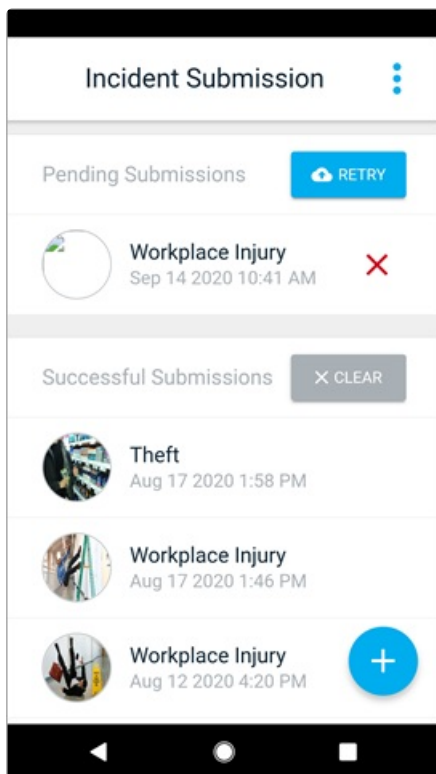 Incident Submission
Pending Submissions
RETRY
Workplace Injury
Sep 14 2020 10:41 AM
Successful Submissions
CLEAR
Theft
Aug 17 2020 1:58 PM
Workplace Injury
Aug 17 2020 1:46 PM
Workplace Injury
Aug 12 2020 4:20 PM